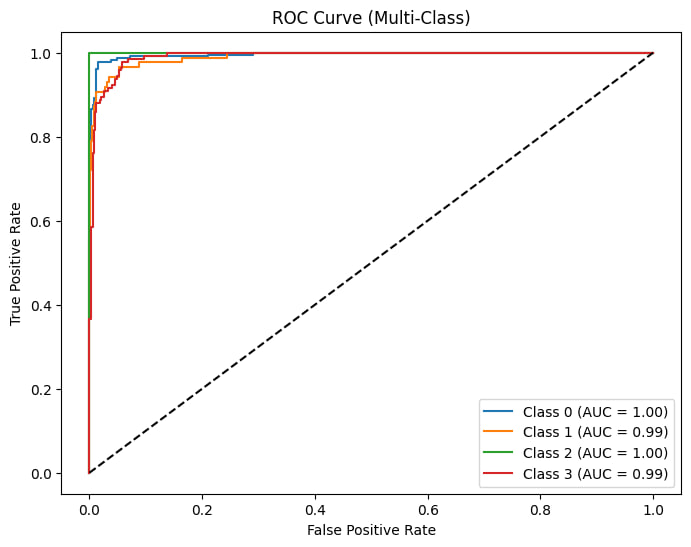 ROC Curve (Multi-Class)
True Positive Rate
1.0
0.8
0.6
0.4
0.2
0.0
0.0 0.2 0.4 0.6 0.8 1.0
False Positive Rate
Class 0 (AUC = 1.00)
Class 1 (AUC = 0.99)
Class 2 (AUC = 1.00)
Class 3 (AUC = 0.99)